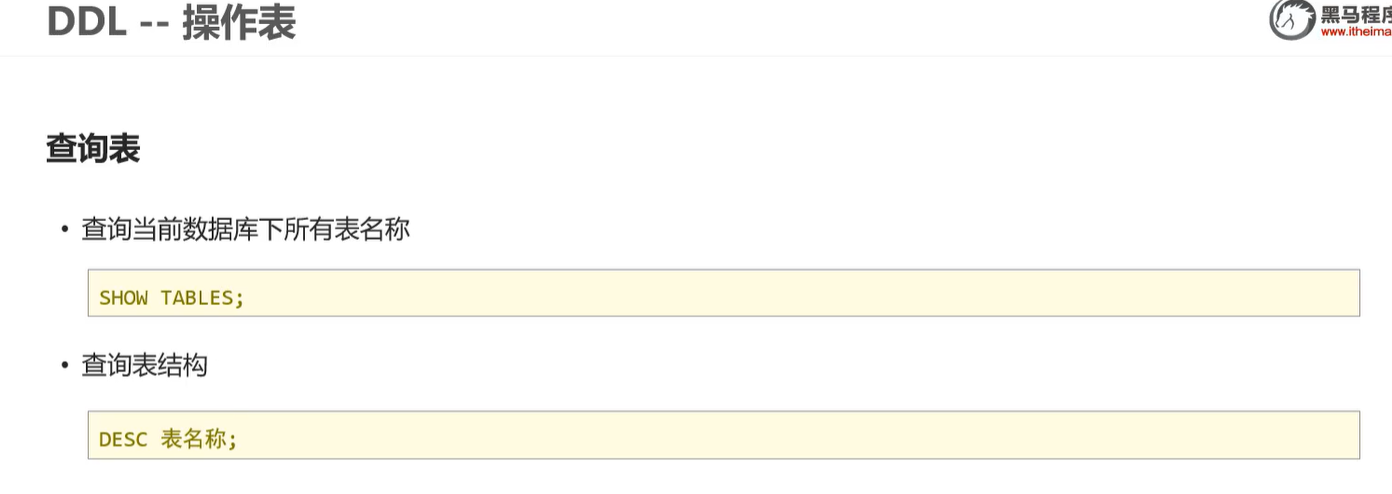 DDL -- 操作表
黑马程序
www.itheima
查询表
• 查询当前数据库下所有表名称
SHOW TABLES;
• 查询表结构
DESC 表名称;